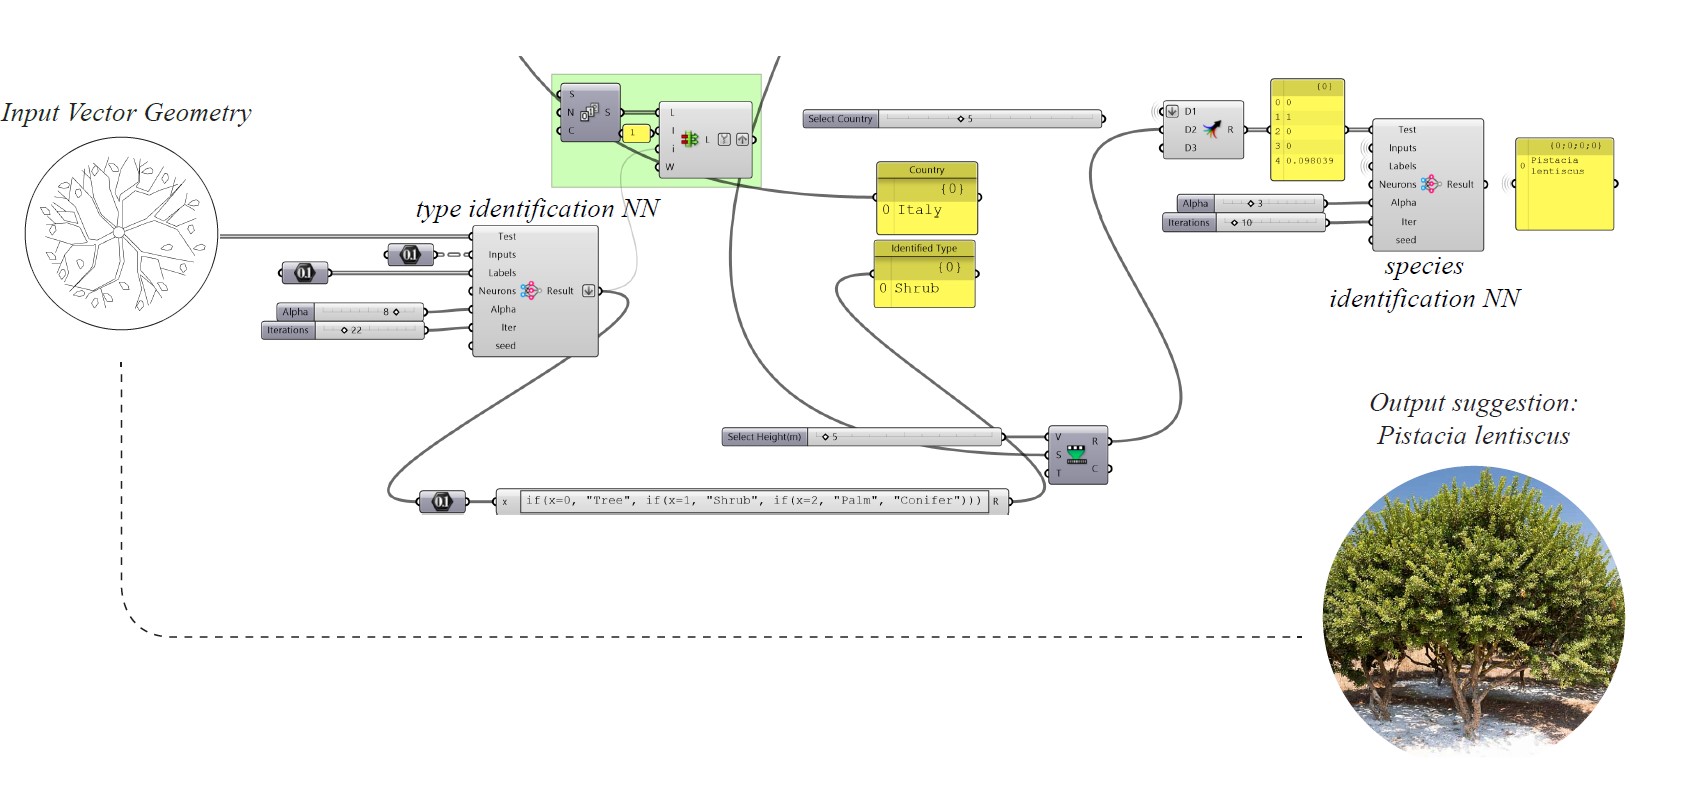 Input Vector Geometry
S
N
C
S
1
L
I
i
W
L
type identification NN
Test
Inputs
Labels
Neurons
Alpha
Iter
seed
Result
0.1
0.1
Alpha
8
Iterations
22
Select Country
5
Country
{0}
0 Italy
Identified Type
{0}
0 Shrub
Select Height(m)
5
V
S
T
R
C
0.1
x
if(x=0, "Tree", if(x=1, "Shrub", if(x=2, "Palm", "Conifer")))
R
D1
D2
D3
R
{0}
0 0
1 1
2 0
3 0
4 0.098039
Alpha
3
Iterations
10
Test
Inputs
Labels
Neurons
Alpha
Iter
seed
Result
{0;0;0;0}
0 Pistacia
lentiscus
species
identification NN
Output suggestion:
Pistacia lentiscus